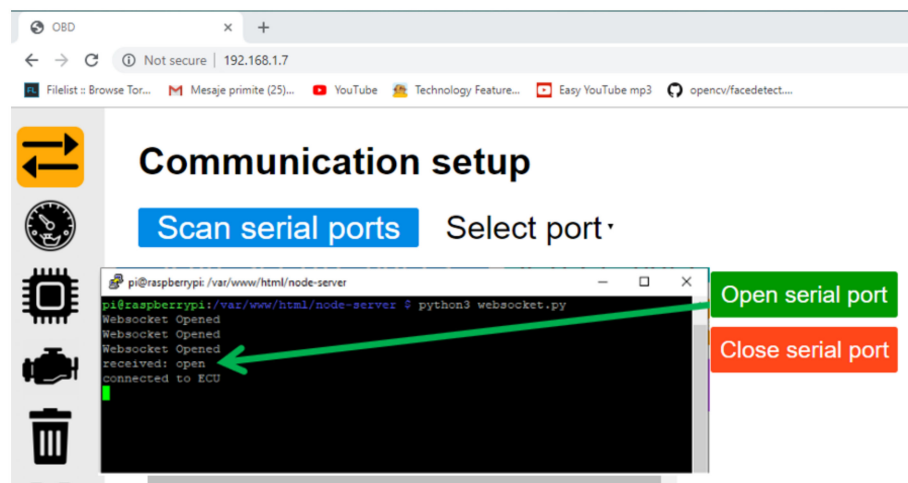 OBD
Not secure | 192.168.1.7
Filelist :: Browse Tor... Mesaje primite (25)... YouTube Technology Feature... Easy YouTube mp3 opencv/facedetect....
Communication setup
Scan serial ports Select port
pi@raspberrypi: /var/www/html/node-server
pi@raspberrypi:/var/www/html/node-server $ python3 websocket.py
Websocket Opened
Websocket Opened
Websocket Opened
received: open
connected to ECU
Open serial port
Close serial port